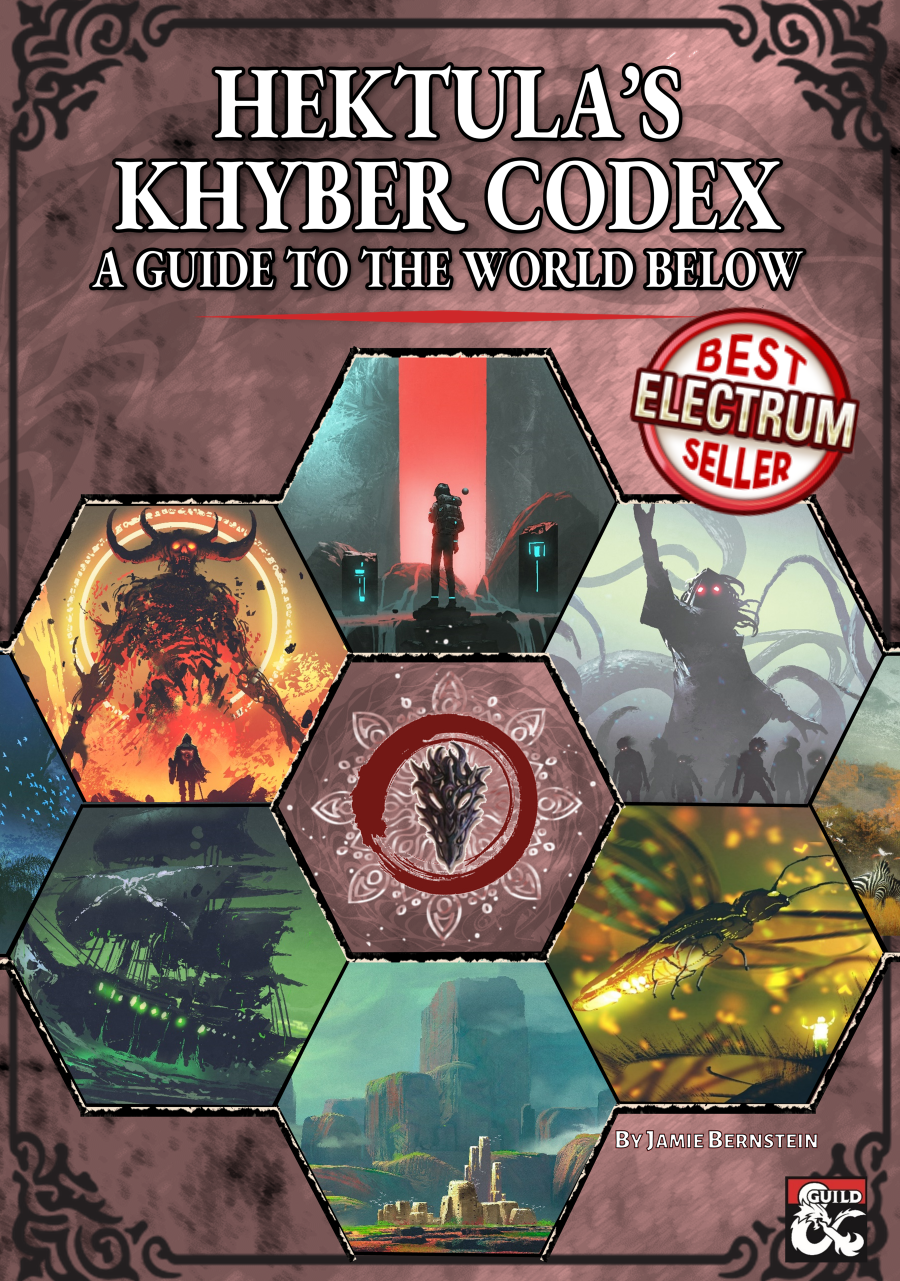 HEKTULA'S
KHYBER CODEX
A GUIDE TO THE WORLD BELOW
BEST
ELECTRUM
SELLER
BY JAMIE BERNSTEIN
GUILD